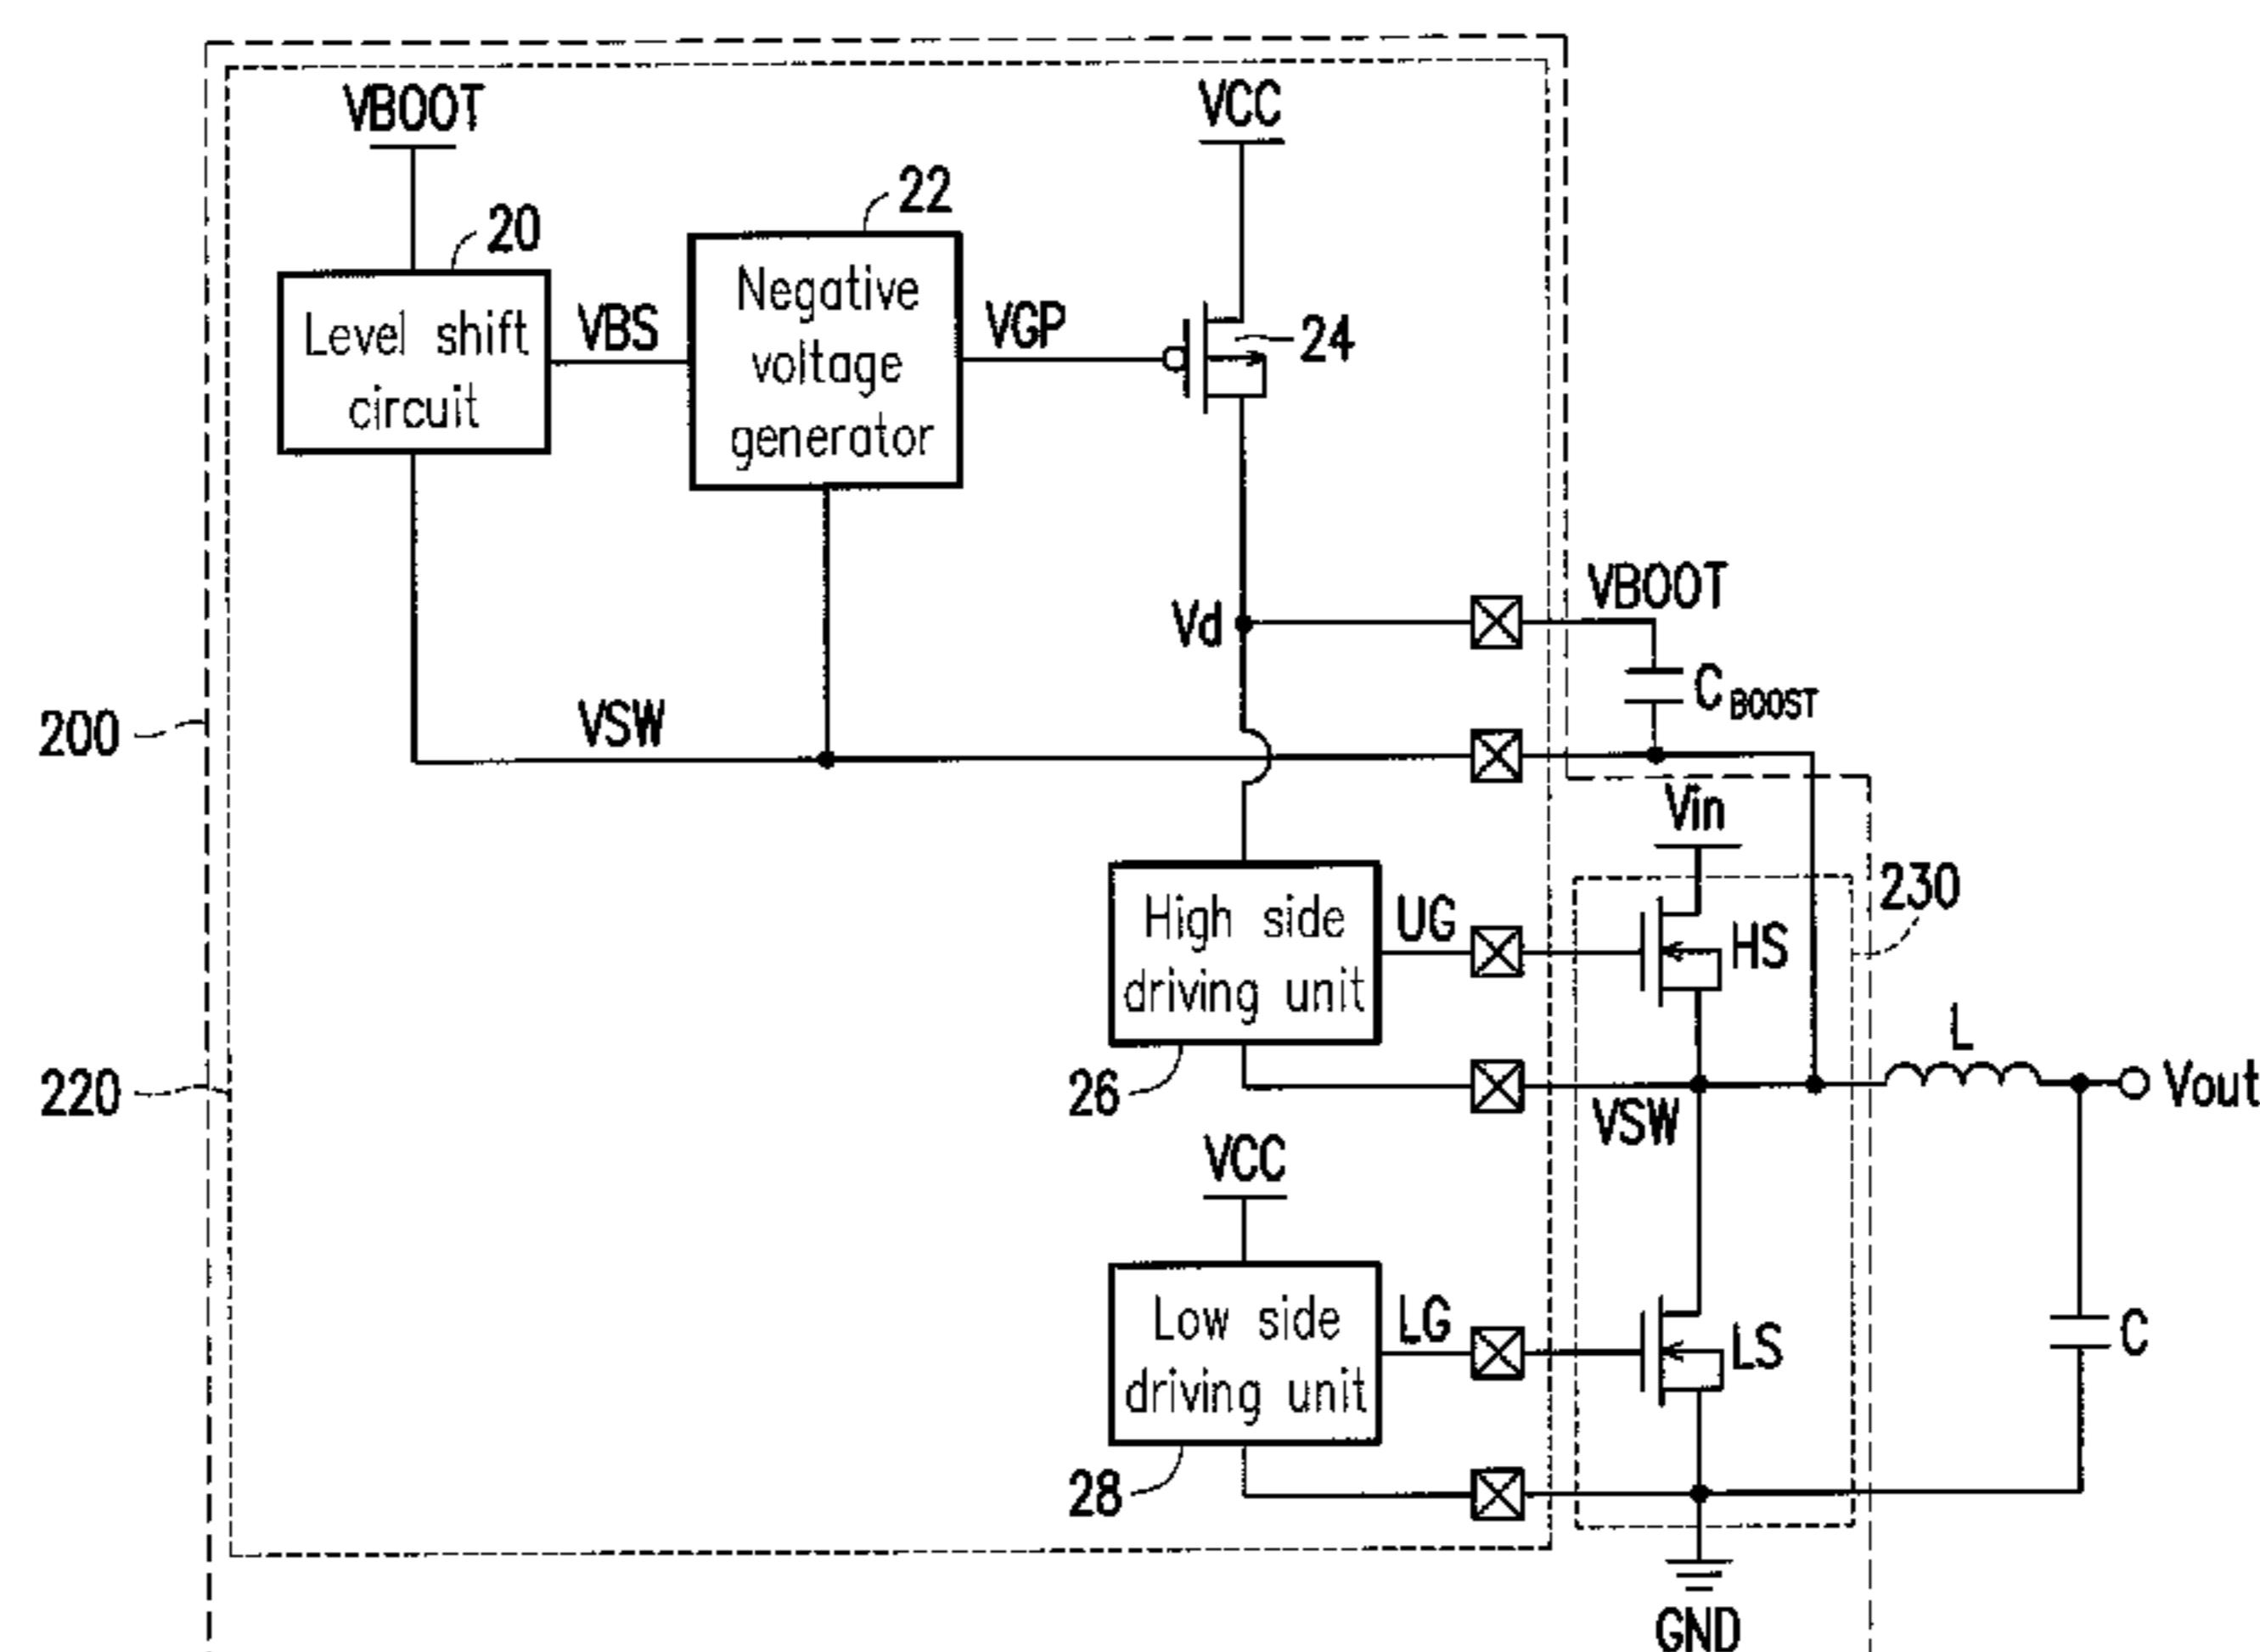 VBOOT
VCC
22
20
Negative
voltage
generator
Level shift
circuit
VBS
VGP
24
VBOOT
Vd
C BOOST
200
VSW
Vin
230
High side
driving unit
UG
HS
L
220
26
VSW
Vout
VCC
Low side
driving unit
LG
LS
C
28
GND